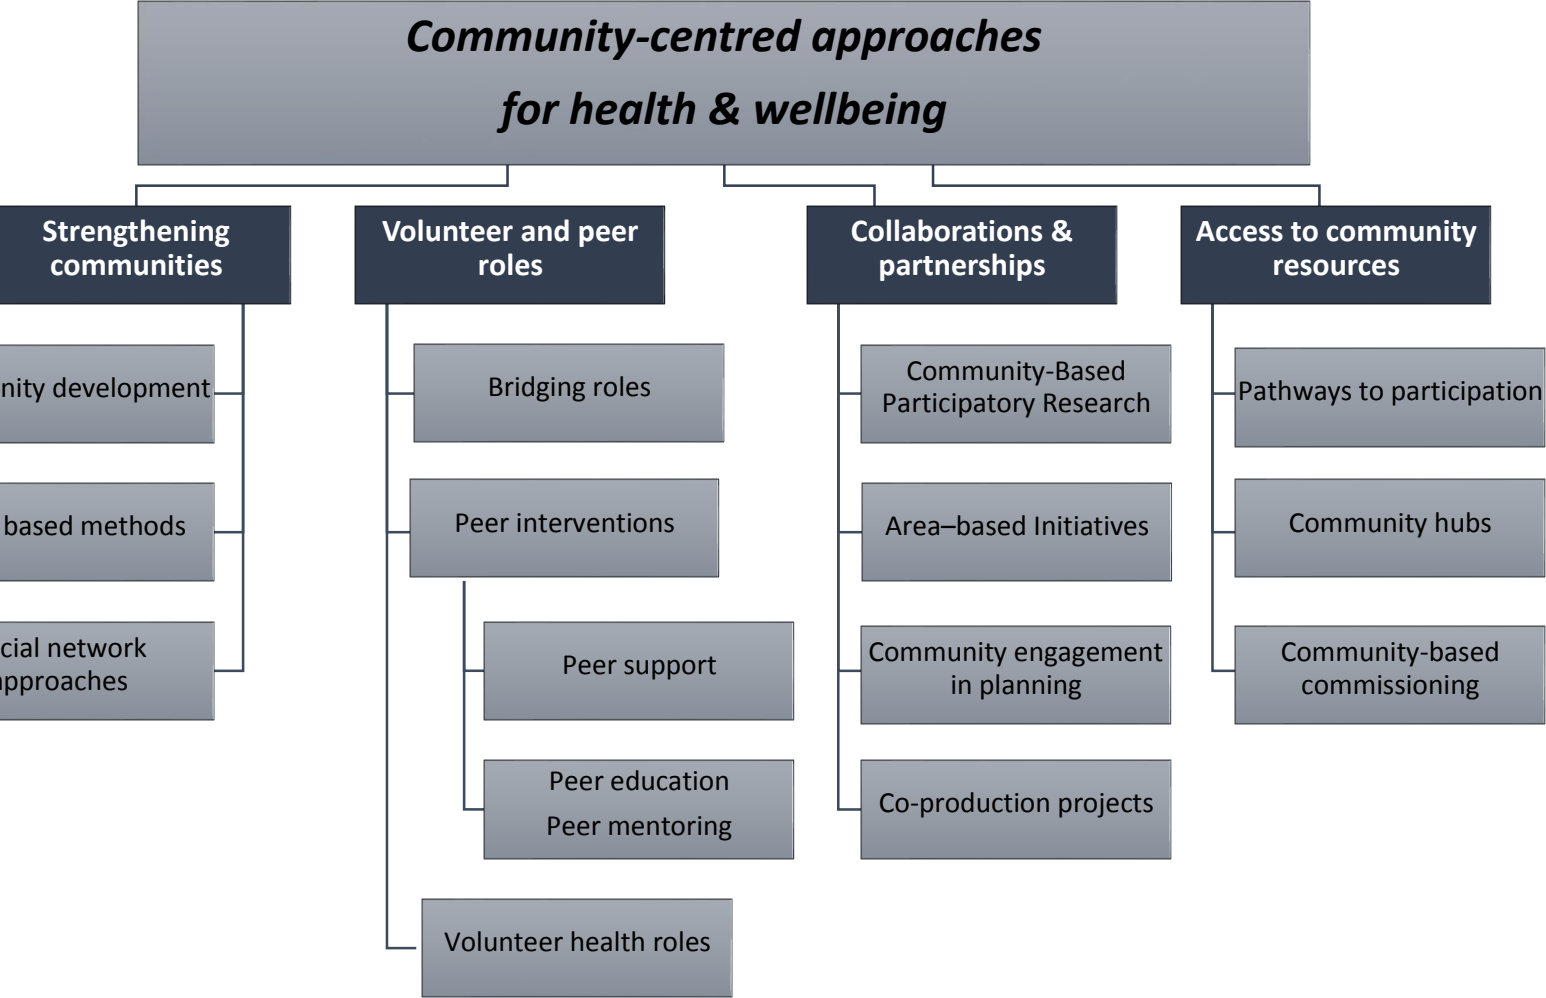 Community-centred approaches
for health & wellbeing
Strengthening
communities
nity development
based methods
cial network
approaches
Volunteer and peer
roles
Bridging roles
Peer interventions
Peer support
Peer education
Peer mentoring
Volunteer health roles
Collaborations &
partnerships
Community-Based
Participatory Research
Area–based Initiatives
Community engagement
in planning
Co-production projects
Access to community
resources
Pathways to participation
Community hubs
Community-based
commissioning